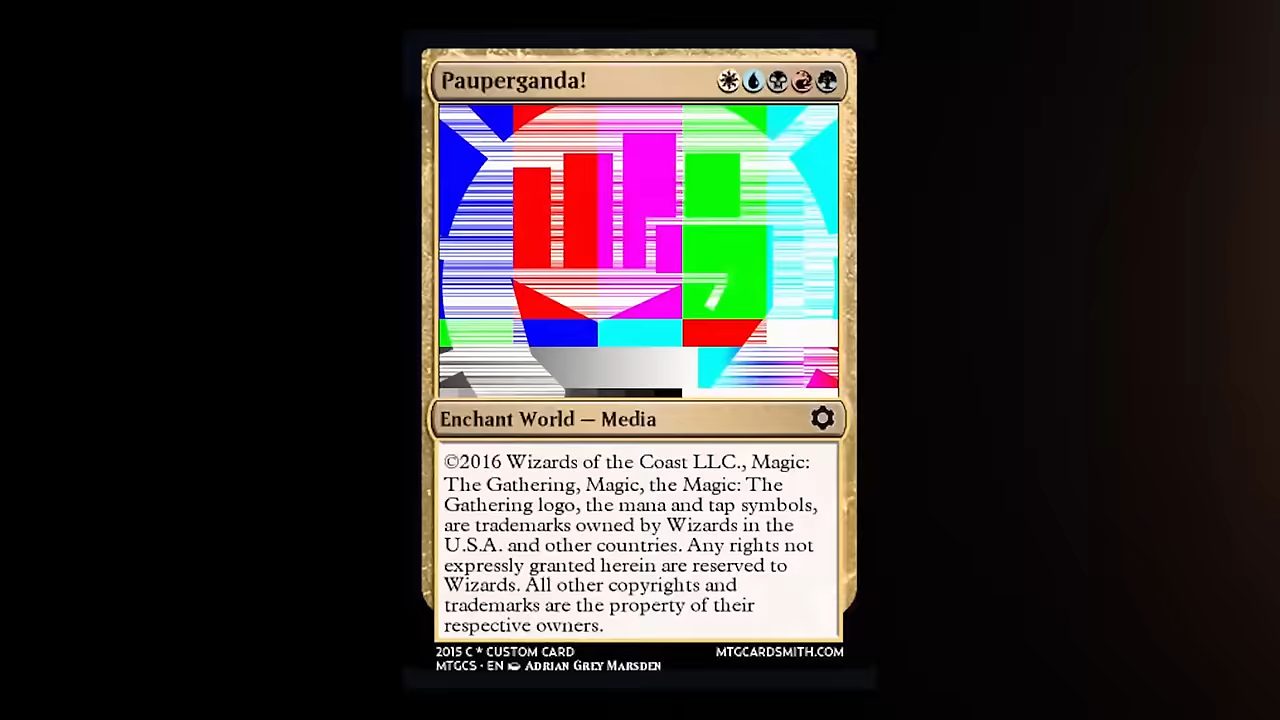 Pauperganda!
Enchant World — Media
©2016 Wizards of the Coast LLC., Magic:
The Gathering, Magic, the Magic: The
Gathering logo, the mana and tap symbols,
are trademarks owned by Wizards in the
U.S.A. and other countries. Any rights not
expressly granted herein are reserved to
Wizards. All other copyrights and
trademarks are the property of their
respective owners.
2015 C * CUSTOM CARD
MTGCARDSMITH.COM
MTGCS · EN ADRIAN GREY MARSDEN